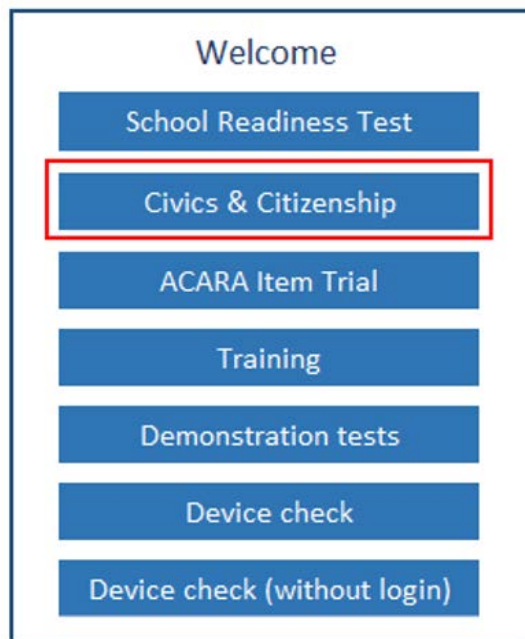 Welcome
School Readiness Test
Civics & Citizenship
ACARA Item Trial
Training
Demonstration tests
Device check
Device check (without login)